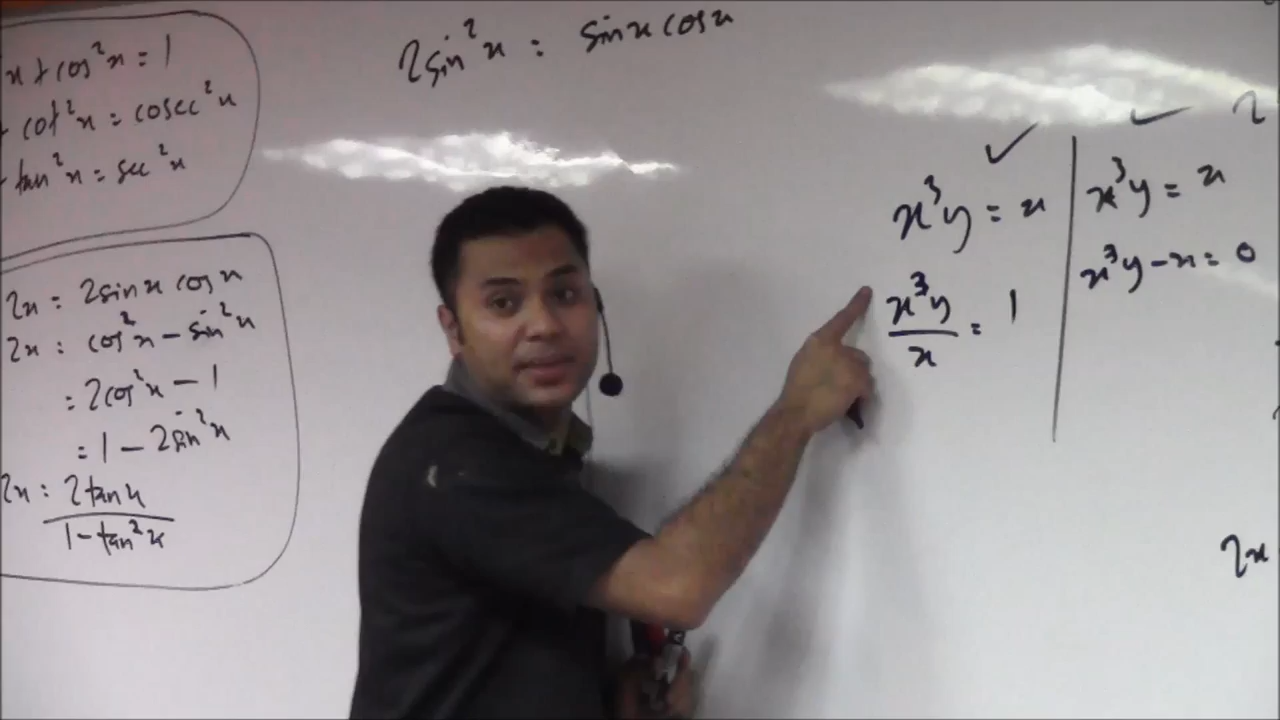 x + cos²x = 1
+ cot²x = cosec²x
+ tan²x = sec²x
2x = 2sinx cosx
2x = cos²x - sin²x
= 2cos²x - 1
= 1 - 2sin²x
2x = 2tanx
1 - tan²x
2sin²x = sinx cosx
x³y = x
x³y
x
= 1
x³y = x
x³y - x = 0
2
2x